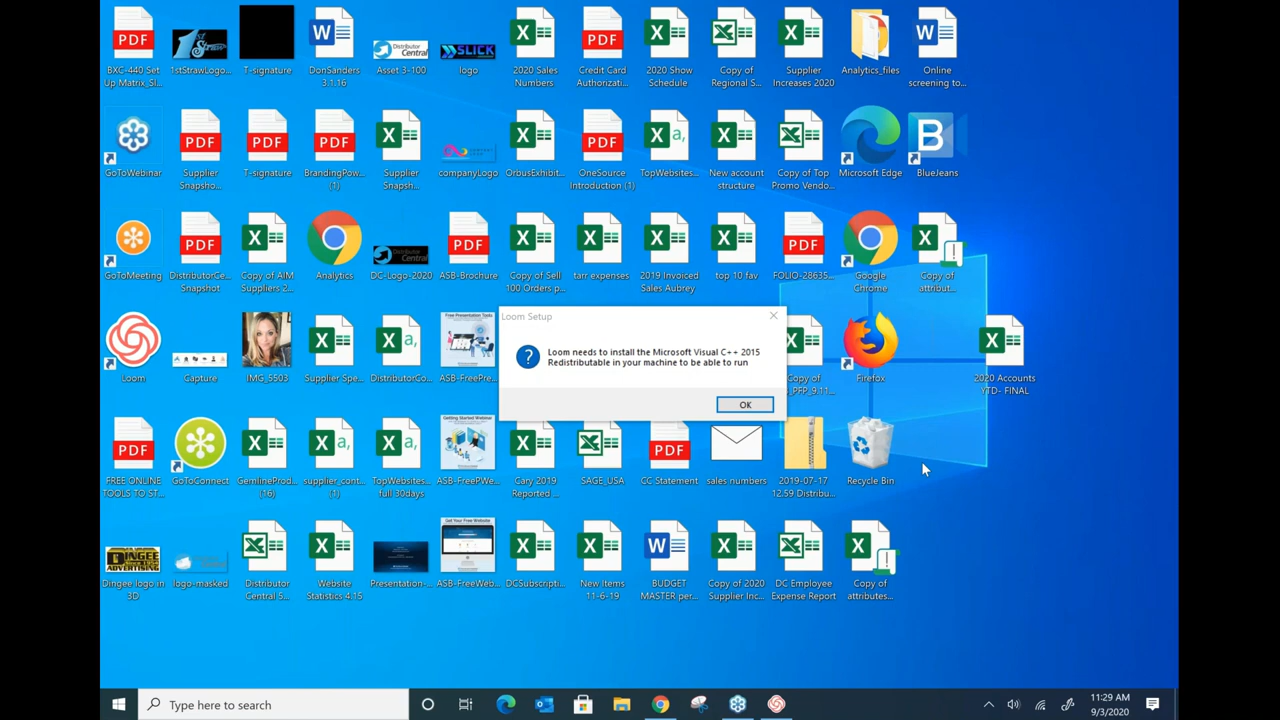 BXC-440 Set Up Matrix_Sl...
1stStrawLogo...
T-signature
DonSanders 3.1.16
Asset 3-100
logo
2020 Sales Numbers
Credit Card Authorizati...
2020 Show Schedule
Copy of Regional S...
Supplier Increases 2020
Analytics_files
Online screening to...
GoToWebinar
Supplier Snapsho...
T-signature
BrandingPow... (1)
Supplier Snapsh...
companyLogo
OrbusExhibit...
OneSource Introduction (1)
TopWebsites...
New account structure
Copy of Top Promo Vendo...
Microsoft Edge
BlueJeans
GoToMeeting
DistributorCe... Snapshot
Copy of AIM Suppliers 2...
Analytics
DC-Logo-2020
ASB-Brochure
Copy of Sell 100 Orders p...
tarr expenses
2019 Invoiced Sales Aubrey
top 10 fav
FOLIO-28635...
Google Chrome
Copy of attribut...
Loom Setup
Loom needs to install the Microsoft Visual C++ 2015
Redistributable in your machine to be able to run
OK
Loom
Capture
IMG_5503
Supplier Spe...
DistributorCo...
ASB-FreePre...
Copy of
_PFP_9.11...
Firefox
2020 Accounts YTD- FINAL
FREE ONLINE TOOLS TO ST...
GoToConnect
GemlineProd... (16)
supplier_cont... (1)
TopWebsites... full 30days
ASB-FreePWe...
Cary 2019 Reported ...
SAGE_USA
CC Statement
sales numbers
2019-07-17 12.59 Distribu...
Recycle Bin
Dingee logo in 3D
logo-masked
Distributor Central 5...
Website Statistics 4.15
Presentation-...
ASB-FreeWeb...
DCSubscripti...
New Items 11-6-19
BUDGET MASTER per...
Copy of 2020 Supplier Inc...
DC Employee Expense Report
Copy of attributes...
Type here to search
11:29 AM
9/3/2020